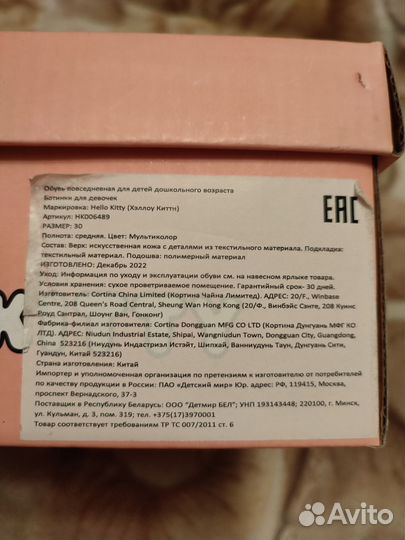 Обувь повседневная для детей дошкольного возраста
Ботинки для девочек
Маркировка: Hello Kitty (Хэллоу Китти)
Артикул: HK006489
РАЗМЕР: 30
Полнота: средняя. Цвет: Мультиколор
Состав: Верх: искусственная кожа с деталями из текстильного материала. Подкладка:
текстильный материал. Подошва: полимерный материал
ИЗГОТОВЛЕНО: Декабрь 2022
Уход: Информация по уходу и эксплуатации обуви см. на навесном ярлыке товара.
Условия хранения: сухое проветриваемое помещение. Гарантийный срок- 30 дней.
Изготовитель: Cortina China Limited (Кортина Чайна Лимитед). АДРЕС: 20/F., Winbase
Centre, 208 Queen's Road Central, Sheung Wan Hong Kong (20/Ф., Винбэйс Сэнте, 208 Куинс
Роуд Сантрал, Шоунг Ван, Гонконг)
Фабрика-филиал изготовителя: Cortina Dongguan MFG CO LTD (Кортина Дунгуань МФГ КО
ЛТД). АДРЕС: Niudun Industrial Estate, Shipai, Wangniudun Town, Dongguan City, Guangdong,
China 523216 (Ниудунь Индастриэл Истэйт, Шипхай, Ванниудунь Таун, Дунгуань Сити,
Гуандун, Китай 523216)
Страна изготовления: Китай
Импортер и уполномоченная организация по претензиям к изготовителю от потребителей
по качеству продукции в России: ПАО «Детский мир» Юр. адрес: РФ, 119415, Москва,
проспект Вернадского, 37-3
Поставщик в Республику Беларусь: ООО "Детмир БЕЛ"; УНП 193143448; 220100, г. Минск,
ул. Кульман, д. 3, пом. 319; тел. +375(17)3970001
Товар соответствует требованиям ТР ТС 007/2011 ст. 6
EAC
Avito